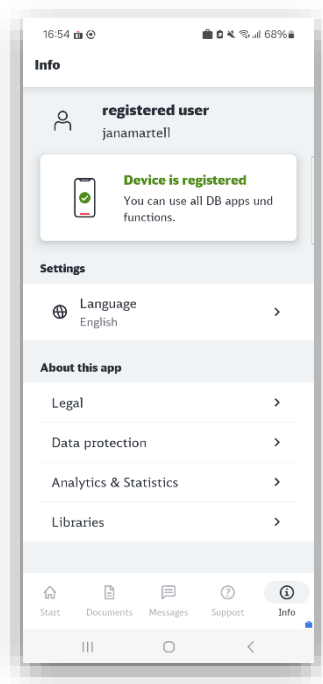 16:54 68%
Info
registered user
janamartell
Device is registered
You can use all DB apps und
functions.
Settings
Language
English
About this app
Legal
Data protection
Analytics & Statistics
Libraries
Start Documents Messages Support Info